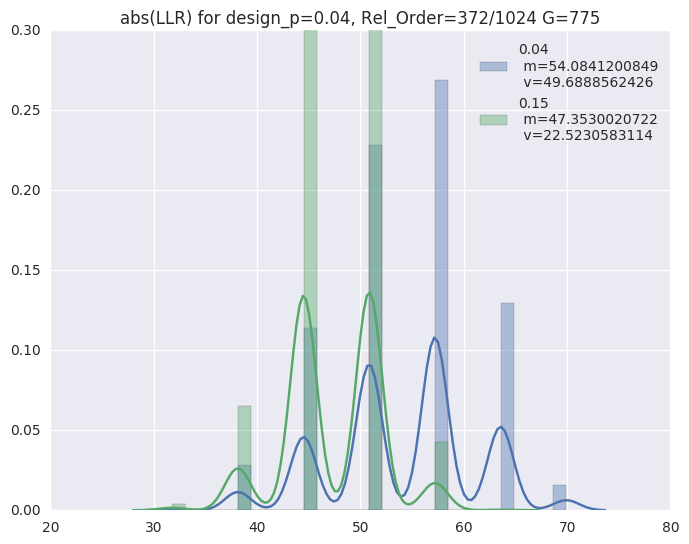 abs(LLR) for design_p=0.04, Rel_Order=372/1024 G=775
0.30
0.25
0.20
0.15
0.10
0.05
0.00
20 30 40 50 60 70 80
0.04
m=54.0841200849
v=49.6888562426
0.15
m=47.3530020722
v=22.5230583114